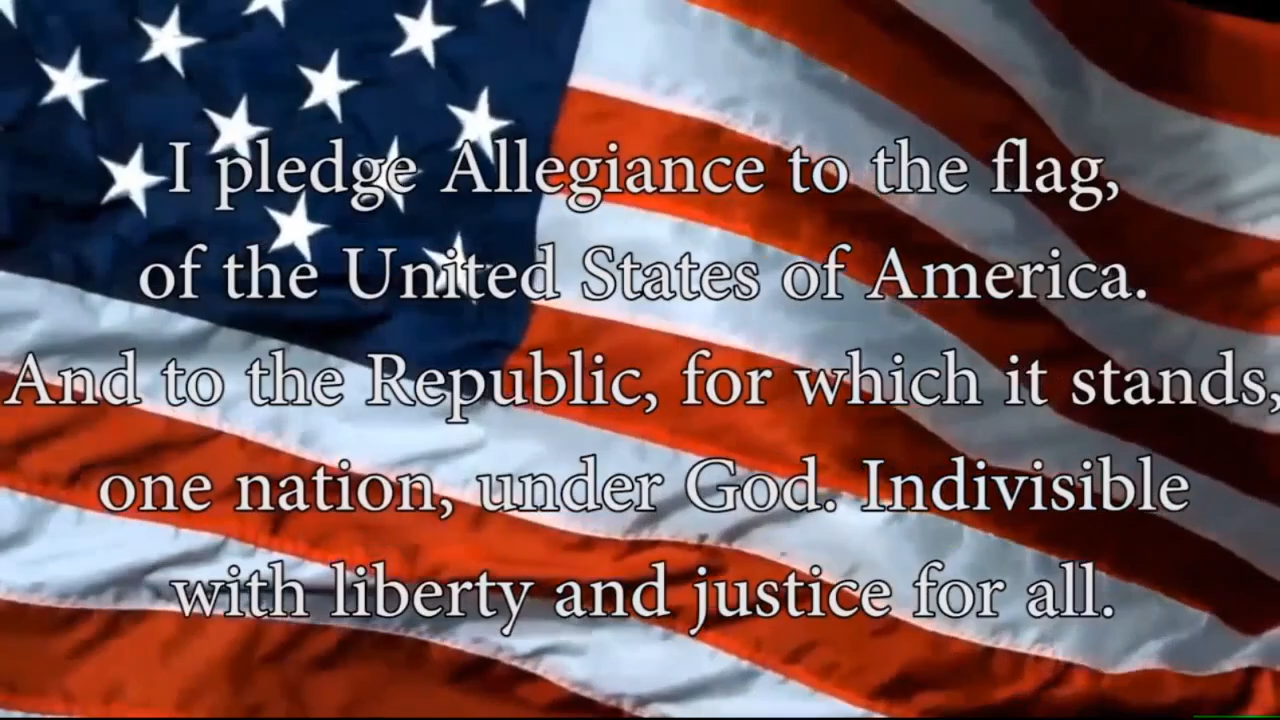 I pledge Allegiance to the flag,
of the United States of America.
And to the Republic, for which it stands,
one nation, under God. Indivisible
with liberty and justice for all.